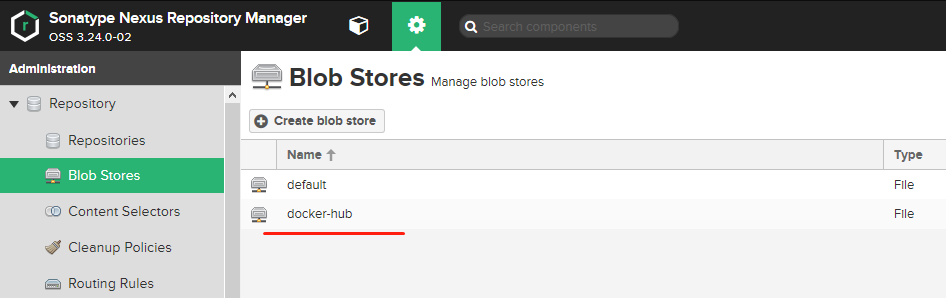 Sonatype Nexus Repository Manager
OSS 3.24.0-02
Search components
Administration
Repository
Repositories
Blob Stores
Content Selectors
Cleanup Policies
Routing Rules
Blob Stores Manage blob stores
Create blob store
Name Type
default File
docker-hub File